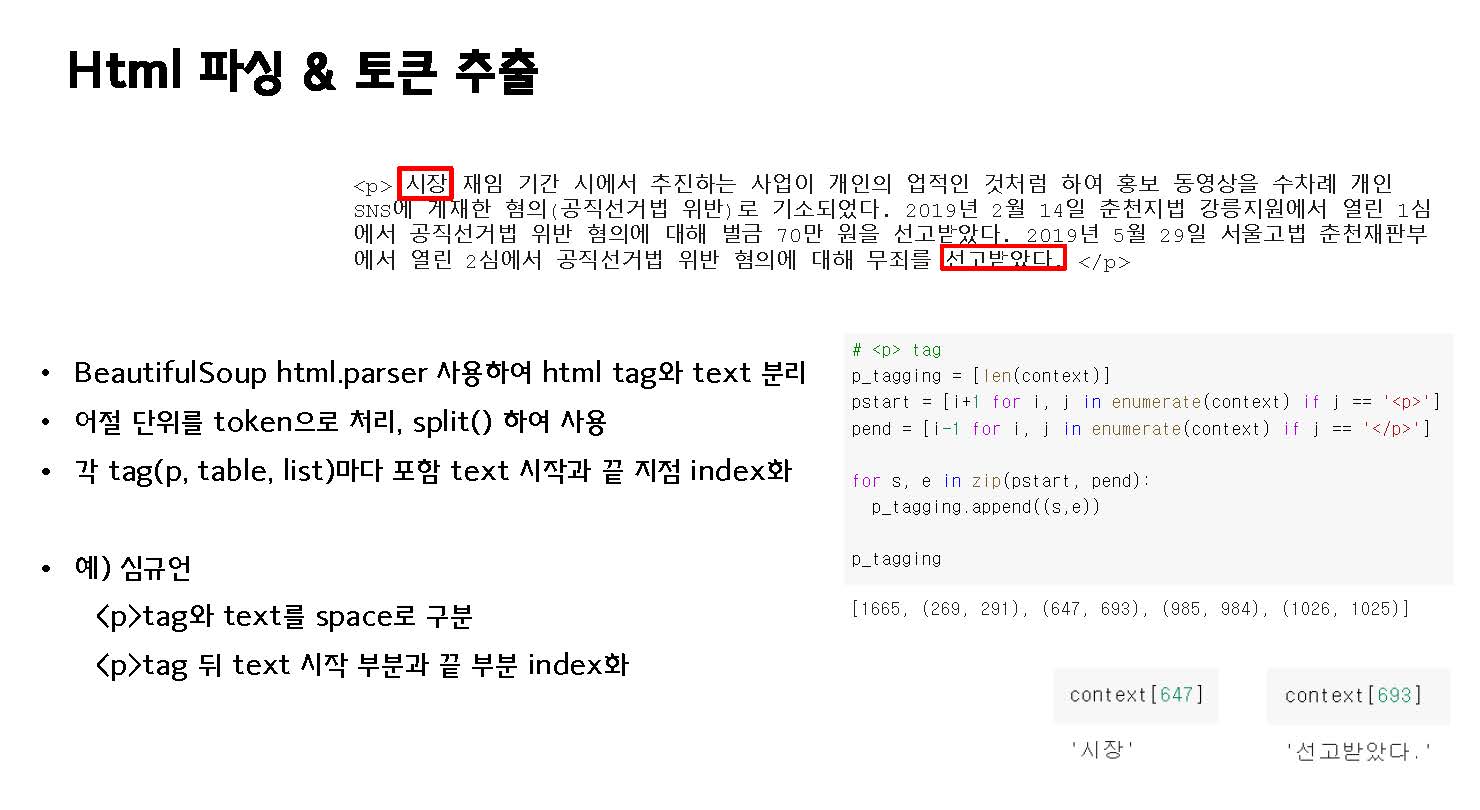 Html 파싱 & 토큰 추출
<p> 시장 재임 기간 시에서 추진하는 사업이 개인의 업적인 것처럼 하여 홍보 동영상을 수차례 개인
SNS에 게재한 혐의(공직선거법 위반)로 기소되었다. 2019년 2월 14일 춘천지법 강릉지원에서 열린 1심
에서 공직선거법 위반 혐의에 대해 벌금 70만 원을 선고받았다. 2019년 5월 29일 서울고법 춘천재판부
에서 열린 2심에서 공직선거법 위반 혐의에 대해 무죄를 선고받았다. </p>
• BeautifulSoup html.parser 사용하여 html tag와 text 분리
• 어절 단위를 token으로 처리, split() 하여 사용
• 각 tag(p, table, list)마다 포함 text 시작과 끝 지점 index화
• 예) 심규언
<p>tag와 text를 space로 구분
<p>tag 뒤 text 시작 부분과 끝 부분 index화
# <p> tag
p_tagging = [len(context)]
pstart = [i+1 for i, j in enumerate(context) if j == '<p>']
pend = [i-1 for i, j in enumerate(context) if j == '</p>']
for s, e in zip(pstart, pend):
  p_tagging.append((s,e))
p_tagging
[1665, (269, 291), (647, 693), (985, 984), (1026, 1025)]
context[647] context[693]
'시장' '선고받았다.'